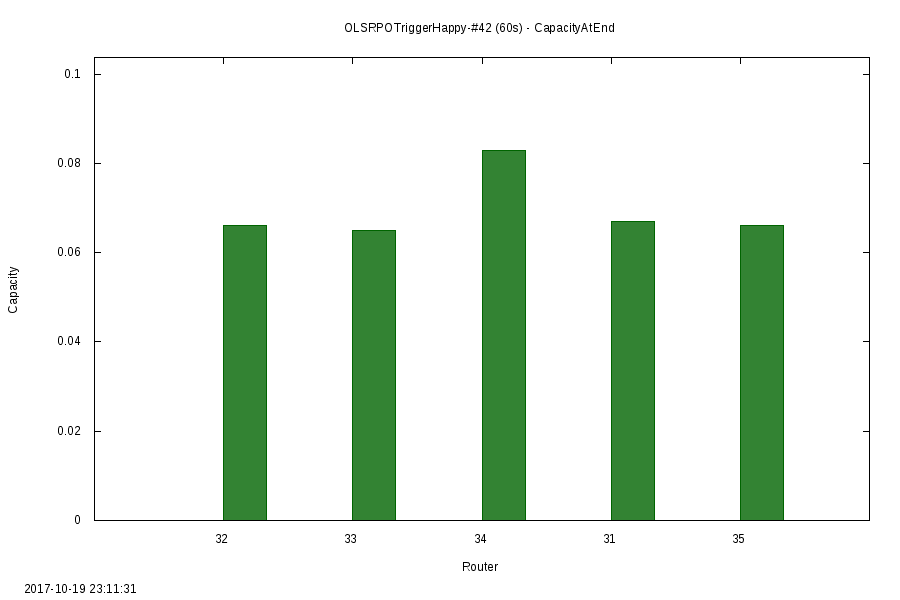 OLSRPOTriggerHappy-#42 (60s) - CapacityAtEnd
0.1
0.08
0.06
0.04
0.02
0
Capacity
32 33 34 31 35
Router
2017-10-19 23:11:31